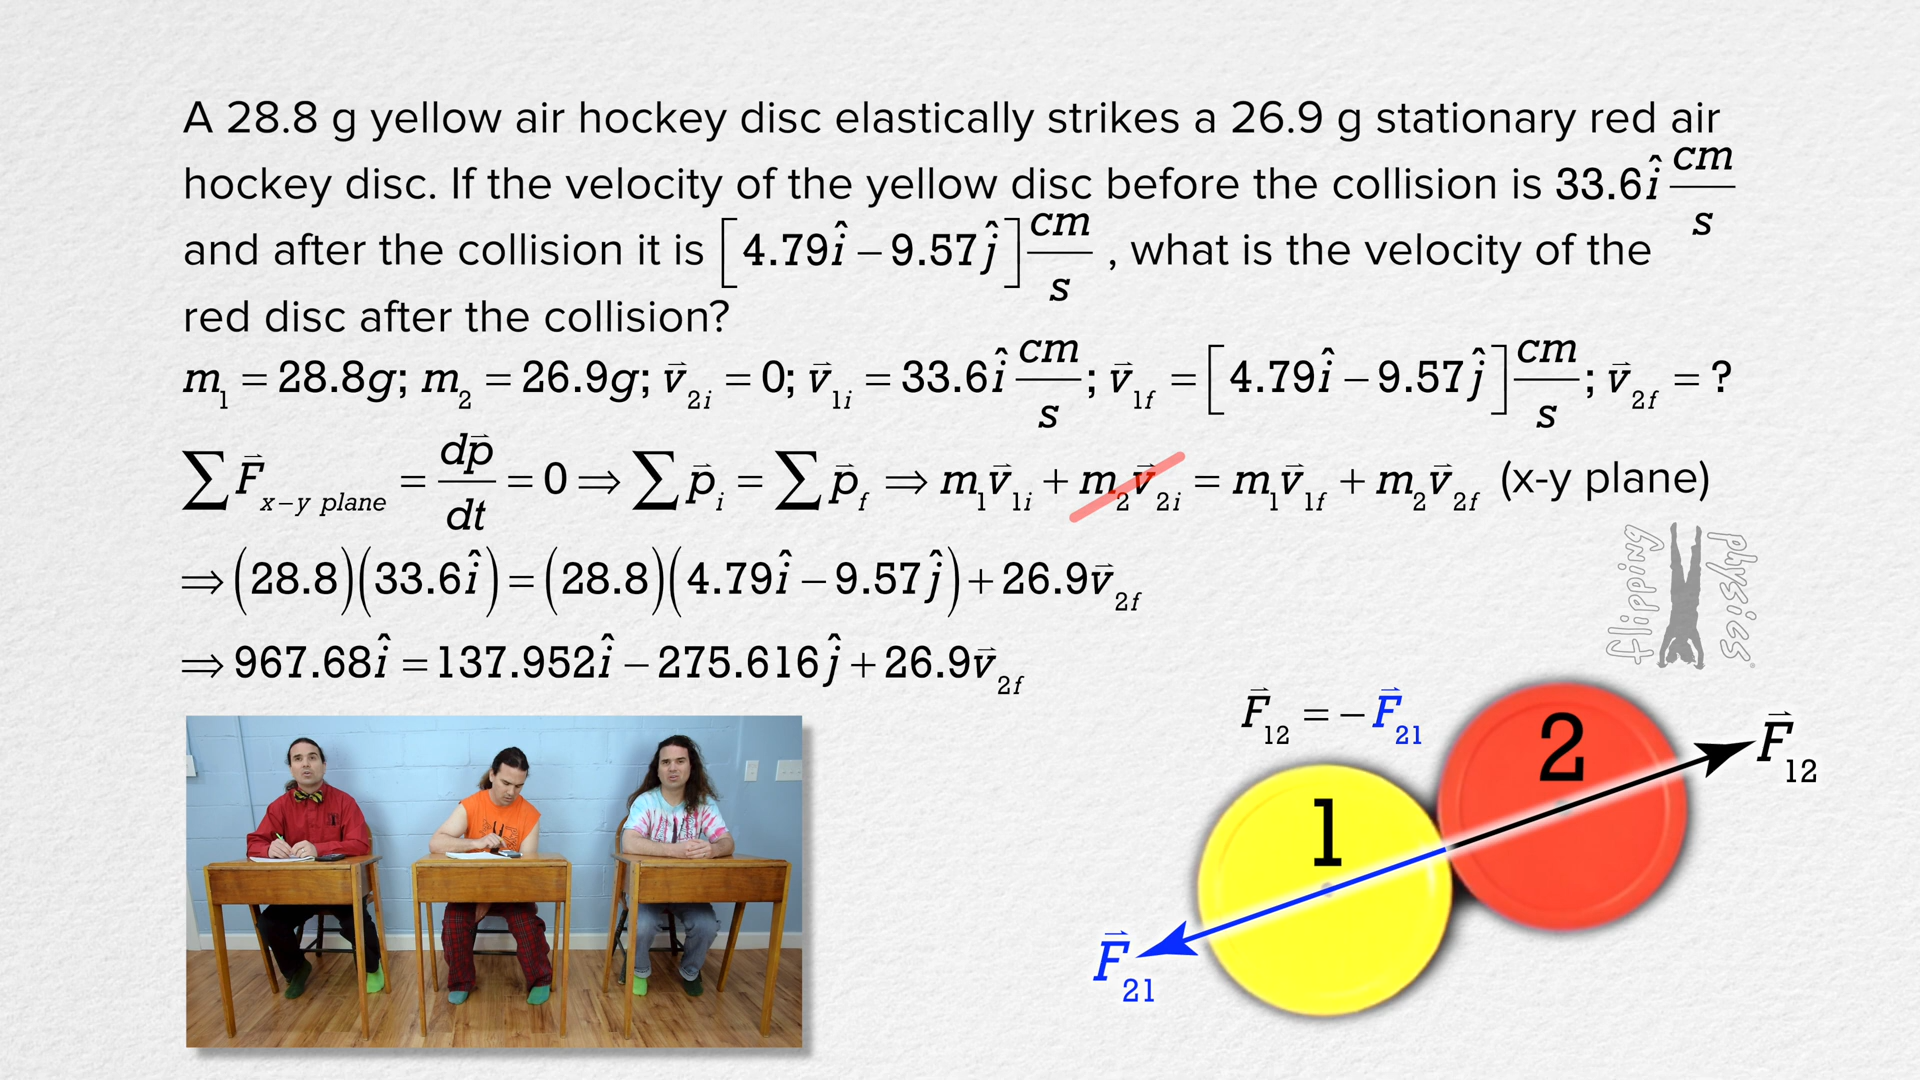 A 28.8 g yellow air hockey disc elastically strikes a 26.9 g stationary red air
hockey disc. If the velocity of the yellow disc before the collision is 33.6î cm/s
and after the collision it is [4.79î − 9.57ĵ] cm/s , what is the velocity of the
red disc after the collision?
m₁ = 28.8g; m₂ = 26.9g; v⃗₂ᵢ = 0; v⃗₁ᵢ = 33.6î cm/s; v⃗₁f = [4.79î − 9.57ĵ] cm/s; v⃗₂f = ?
∑F⃗ₓ₋y plane = dp⃗/dt = 0 ⇒ ∑p⃗ᵢ = ∑p⃗f ⇒ m₁v⃗₁ᵢ + m₂v⃗₂ᵢ = m₁v⃗₁f + m₂v⃗₂f (x-y plane)
⇒ (28.8)(33.6î) = (28.8)(4.79î − 9.57ĵ) + 26.9v⃗₂f
⇒ 967.68î = 137.952î − 275.616ĵ + 26.9v⃗₂f
flipping physics
F⃗₁₂ = −F⃗₂₁
2
F⃗₁₂
1
F⃗₂₁